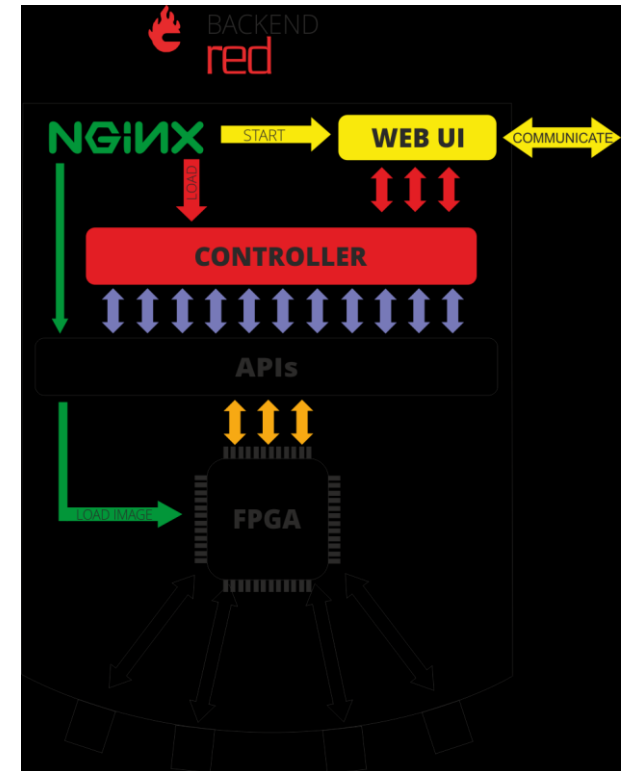 BACKEND
red
NGINX
START
WEB UI
COMMUNICATE
LOAD
CONTROLLER
APIs
LOAD IMAGE
FPGA